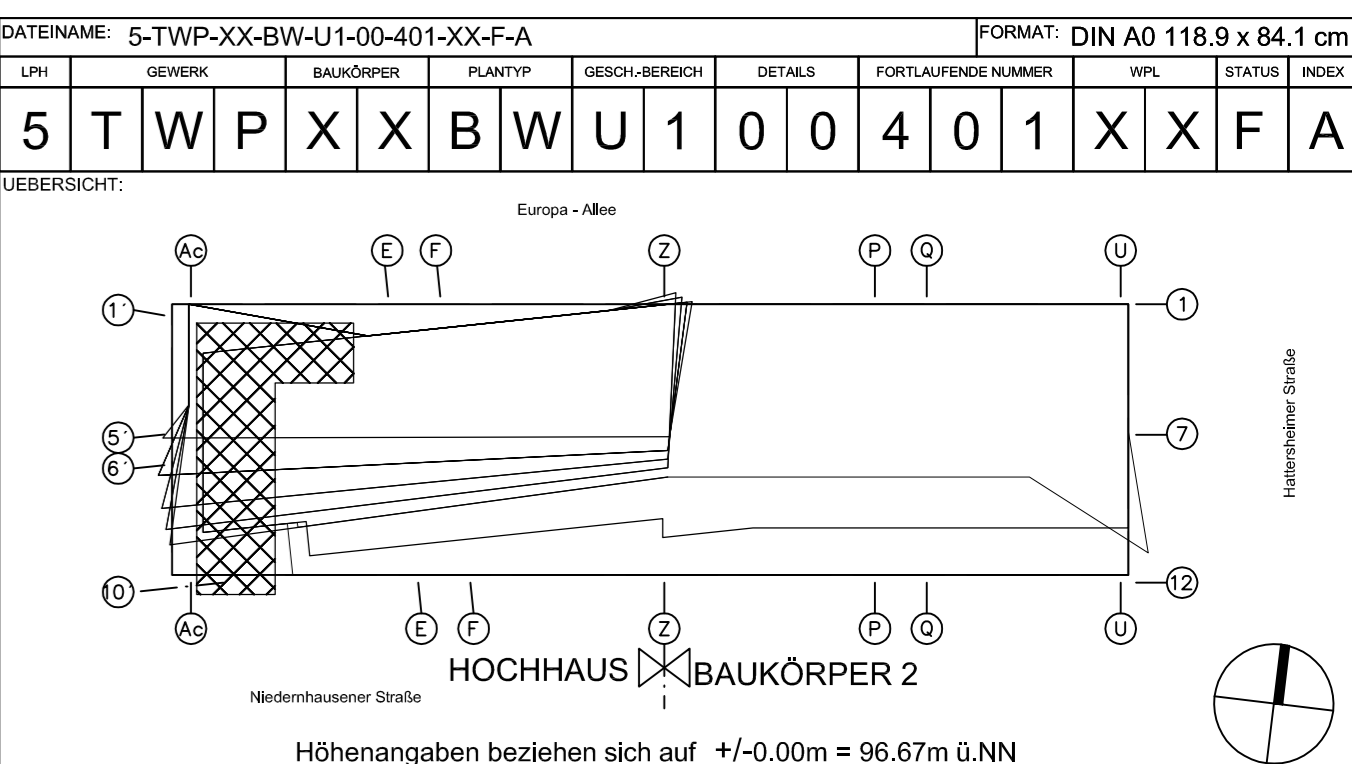 DATEINAME: 5-TWP-XX-BW-U1-00-401-XX-F-A FORMAT: DIN A0 118.9 x 84.1 cm
LPH GEWERK BAUKÖRPER PLANTYP GESCH.-BEREICH DETAILS FORTLAUFENDE NUMMER WPL STATUS INDEX
5 T W P X X B W U 1 0 0 4 0 1 X X F A
UEBERSICHT:
Europa - Allee
Ac E F Z P Q U
1´ 1
Hattersheimer Straße
5´ 7
6´
10´ 12
Ac E F Z P Q U
HOCHHAUS BAUKÖRPER 2
Niedernhausener Straße
Höhenangaben beziehen sich auf +/-0.00m = 96.67m ü.NN